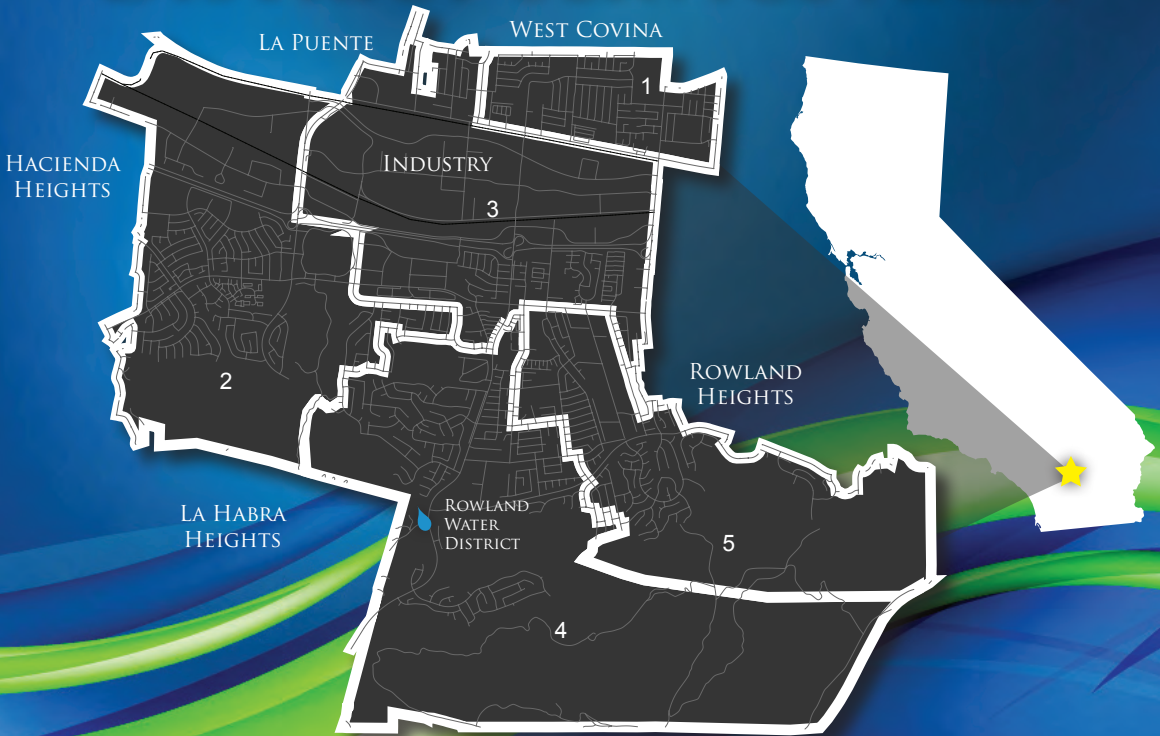 WEST COVINA
LA PUENTE
1
HACIENDA
HEIGHTS
INDUSTRY
3
2
ROWLAND
HEIGHTS
LA HABRA
HEIGHTS
ROWLAND
WATER
DISTRICT
5
4